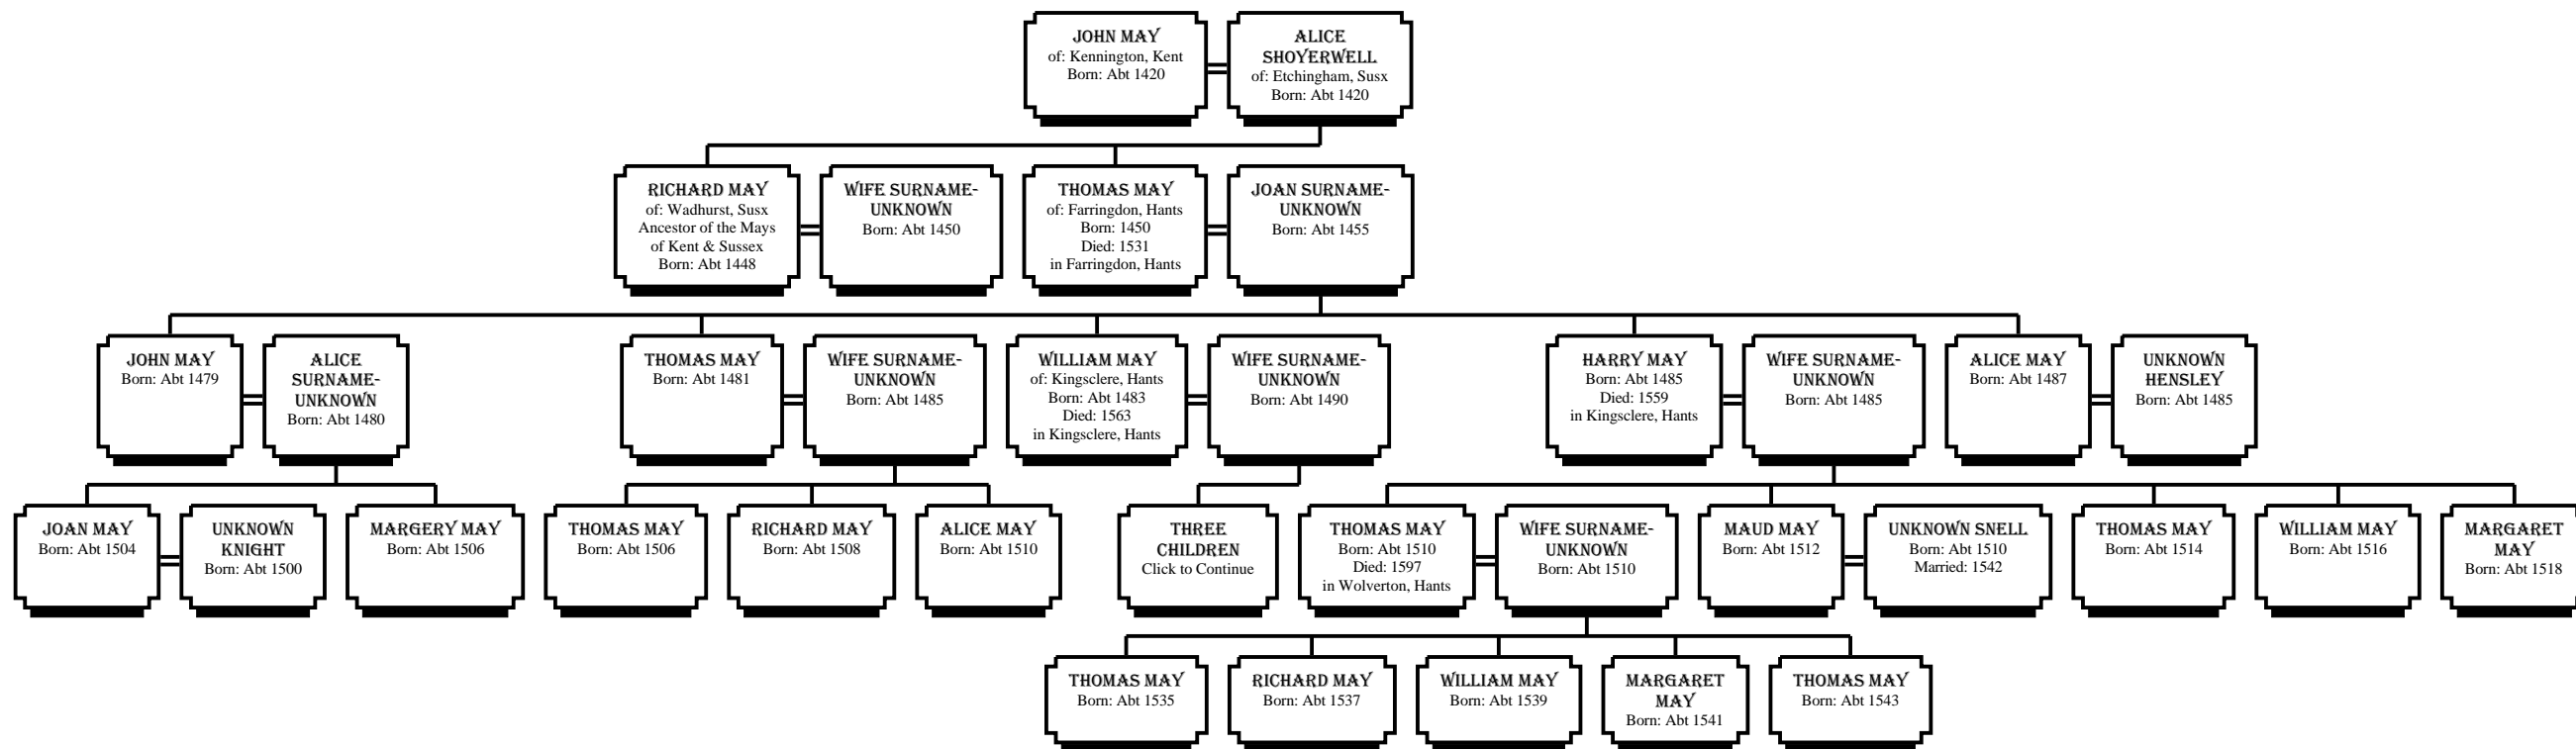 JOHN MAY
of: Kennington, Kent
Born: Abt 1420
ALICE
SHOYERWELL
of: Etchingham, Susx
Born: Abt 1420
RICHARD MAY
of: Wadhurst, Susx
Ancestor of the Mays
of Kent & Sussex
Born: Abt 1448
WIFE SURNAME-
UNKNOWN
Born: Abt 1450
THOMAS MAY
of: Farringdon, Hants
Born: 1450
Died: 1531
in Farringdon, Hants
JOAN SURNAME-
UNKNOWN
Born: Abt 1455
JOHN MAY
Born: Abt 1479
ALICE
SURNAME-
UNKNOWN
Born: Abt 1480
THOMAS MAY
Born: Abt 1481
WIFE SURNAME-
UNKNOWN
Born: Abt 1485
WILLIAM MAY
of: Kingsclere, Hants
Born: Abt 1483
Died: 1563
in Kingsclere, Hants
WIFE SURNAME-
UNKNOWN
Born: Abt 1490
HARRY MAY
Born: Abt 1485
Died: 1559
in Kingsclere, Hants
WIFE SURNAME-
UNKNOWN
Born: Abt 1485
ALICE MAY
Born: Abt 1487
UNKNOWN
HENSLEY
Born: Abt 1485
JOAN MAY
Born: Abt 1504
UNKNOWN
KNIGHT
Born: Abt 1500
MARGERY MAY
Born: Abt 1506
THOMAS MAY
Born: Abt 1506
RICHARD MAY
Born: Abt 1508
ALICE MAY
Born: Abt 1510
THREE
CHILDREN
Click to Continue
THOMAS MAY
Born: Abt 1510
Died: 1597
in Wolverton, Hants
WIFE SURNAME-
UNKNOWN
Born: Abt 1510
MAUD MAY
Born: Abt 1512
UNKNOWN SNELL
Born: Abt 1510
Married: 1542
THOMAS MAY
Born: Abt 1514
WILLIAM MAY
Born: Abt 1516
MARGARET
MAY
Born: Abt 1518
THOMAS MAY
Born: Abt 1535
RICHARD MAY
Born: Abt 1537
WILLIAM MAY
Born: Abt 1539
MARGARET
MAY
Born: Abt 1541
THOMAS MAY
Born: Abt 1543